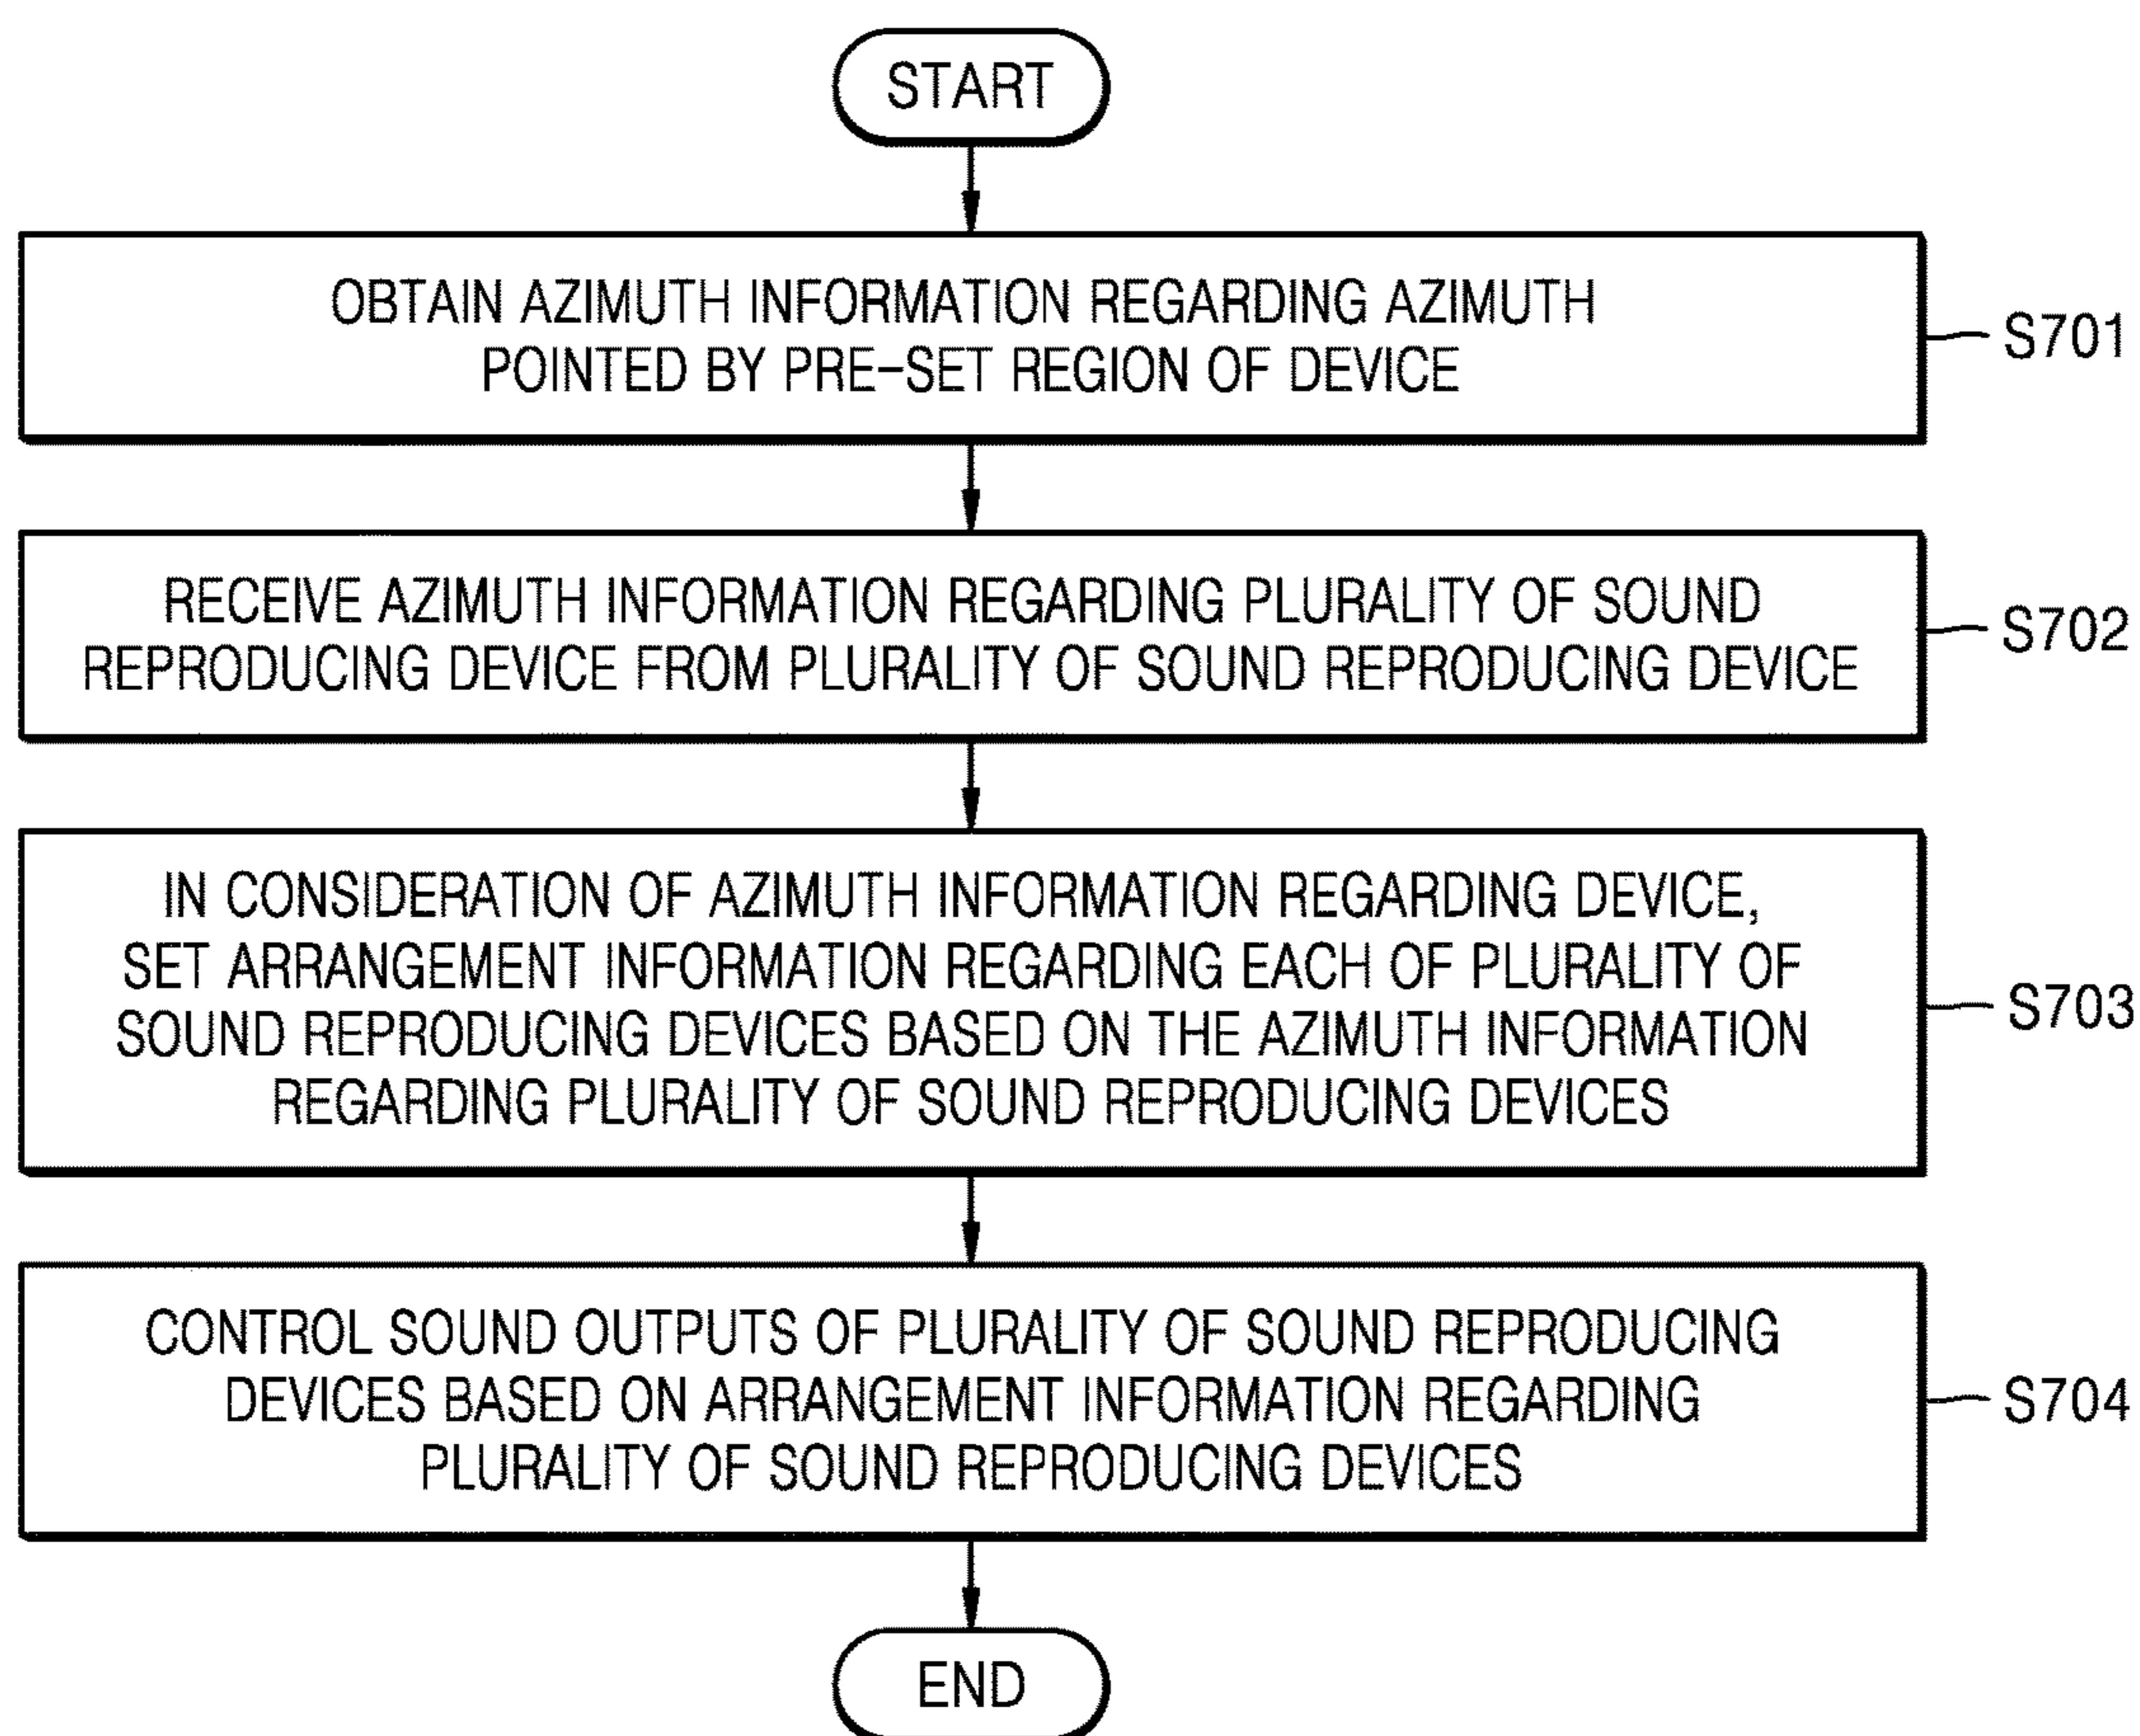 START
OBTAIN AZIMUTH INFORMATION REGARDING AZIMUTH
POINTED BY PRE-SET REGION OF DEVICE
S701
RECEIVE AZIMUTH INFORMATION REGARDING PLURALITY OF SOUND
REPRODUCING DEVICE FROM PLURALITY OF SOUND REPRODUCING DEVICE
S702
IN CONSIDERATION OF AZIMUTH INFORMATION REGARDING DEVICE,
SET ARRANGEMENT INFORMATION REGARDING EACH OF PLURALITY OF
SOUND REPRODUCING DEVICES BASED ON THE AZIMUTH INFORMATION
REGARDING PLURALITY OF SOUND REPRODUCING DEVICES
S703
CONTROL SOUND OUTPUTS OF PLURALITY OF SOUND REPRODUCING
DEVICES BASED ON ARRANGEMENT INFORMATION REGARDING
PLURALITY OF SOUND REPRODUCING DEVICES
S704
END